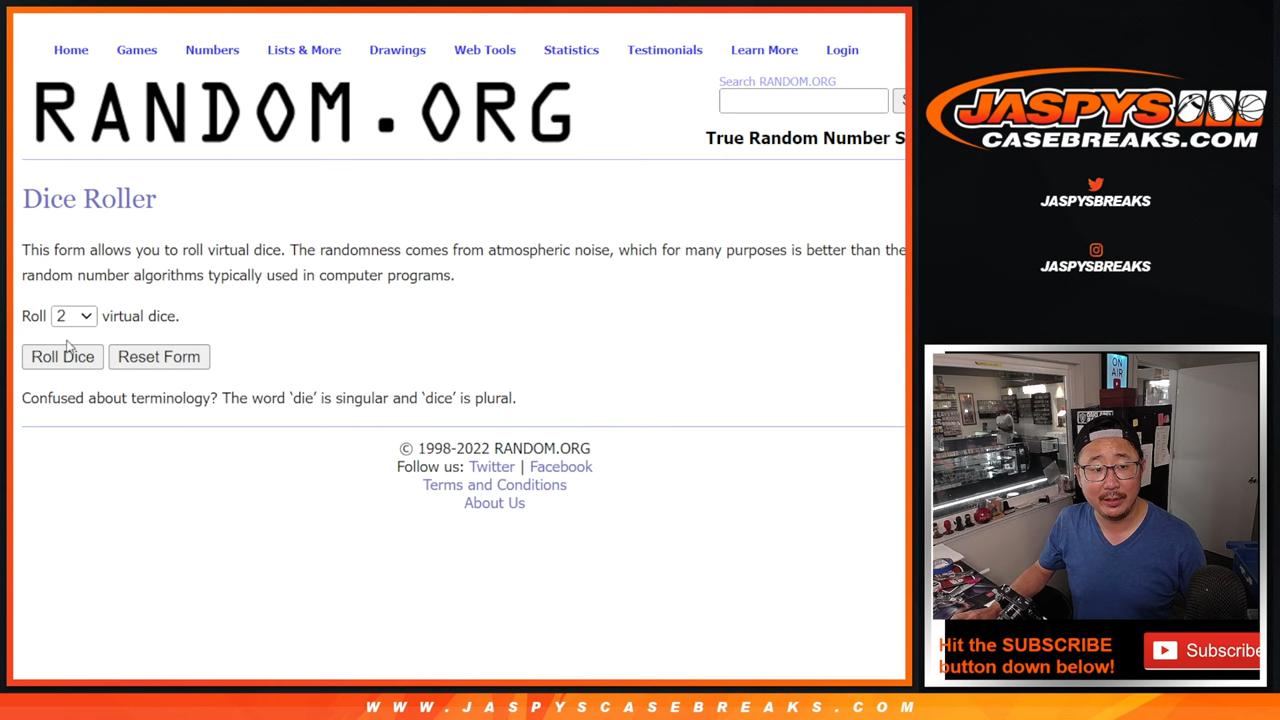 Home Games Numbers Lists & More Drawings Web Tools Statistics Testimonials Learn More Login
RANDOM.ORG
Search RANDOM.ORG
S
True Random Number S
Dice Roller
This form allows you to roll virtual dice. The randomness comes from atmospheric noise, which for many purposes is better than the
random number algorithms typically used in computer programs.
Roll 2 virtual dice.
Roll Dice Reset Form
Confused about terminology? The word ‘die’ is singular and ‘dice’ is plural.
© 1998-2022 RANDOM.ORG
Follow us: Twitter | Facebook
Terms and Conditions
About Us
JASPYS
CASEBREAKS.COM
JASPYSBREAKS
JASPYSBREAKS
ON
AIR
Hit the SUBSCRIBE
button down below!
Subscribe
WWW.JASPYSCASEBREAKS.COM